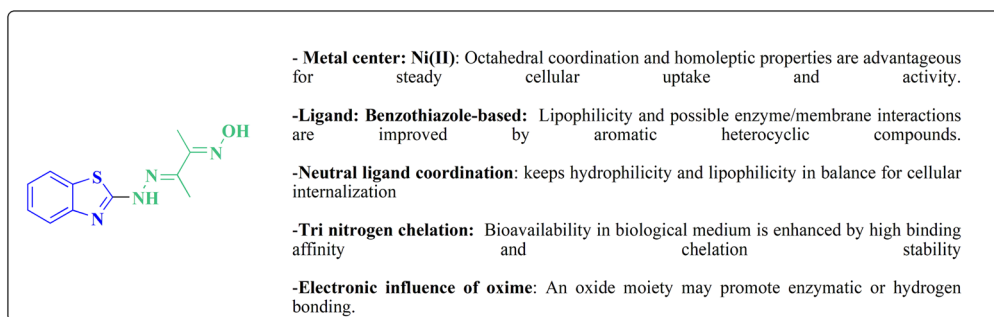 - Metal center: Ni(II): Octahedral coordination and homoleptic properties are advantageous
for steady cellular uptake and activity.
-Ligand: Benzothiazole-based: Lipophilicity and possible enzyme/membrane interactions
are improved by aromatic heterocyclic compounds.
-Neutral ligand coordination: keeps hydrophilicity and lipophilicity in balance for cellular
internalization
-Tri nitrogen chelation: Bioavailability in biological medium is enhanced by high binding
affinity and chelation stability
-Electronic influence of oxime: An oxide moiety may promote enzymatic or hydrogen
bonding.
OH
N
N
S
NH
N